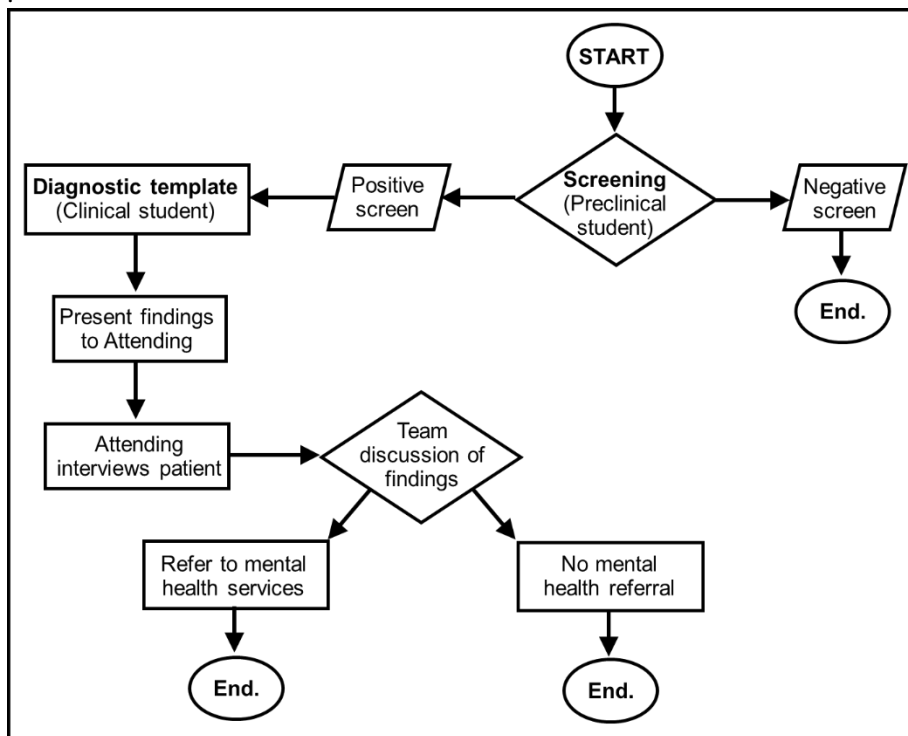 START
Diagnostic template
(Clinical student)
Positive
screen
Screening
(Preclinical
student)
Negative
screen
End.
Present findings
to Attending
Attending
interviews patient
Team
discussion of
findings
Refer to mental
health services
No mental
health referral
End.
End.